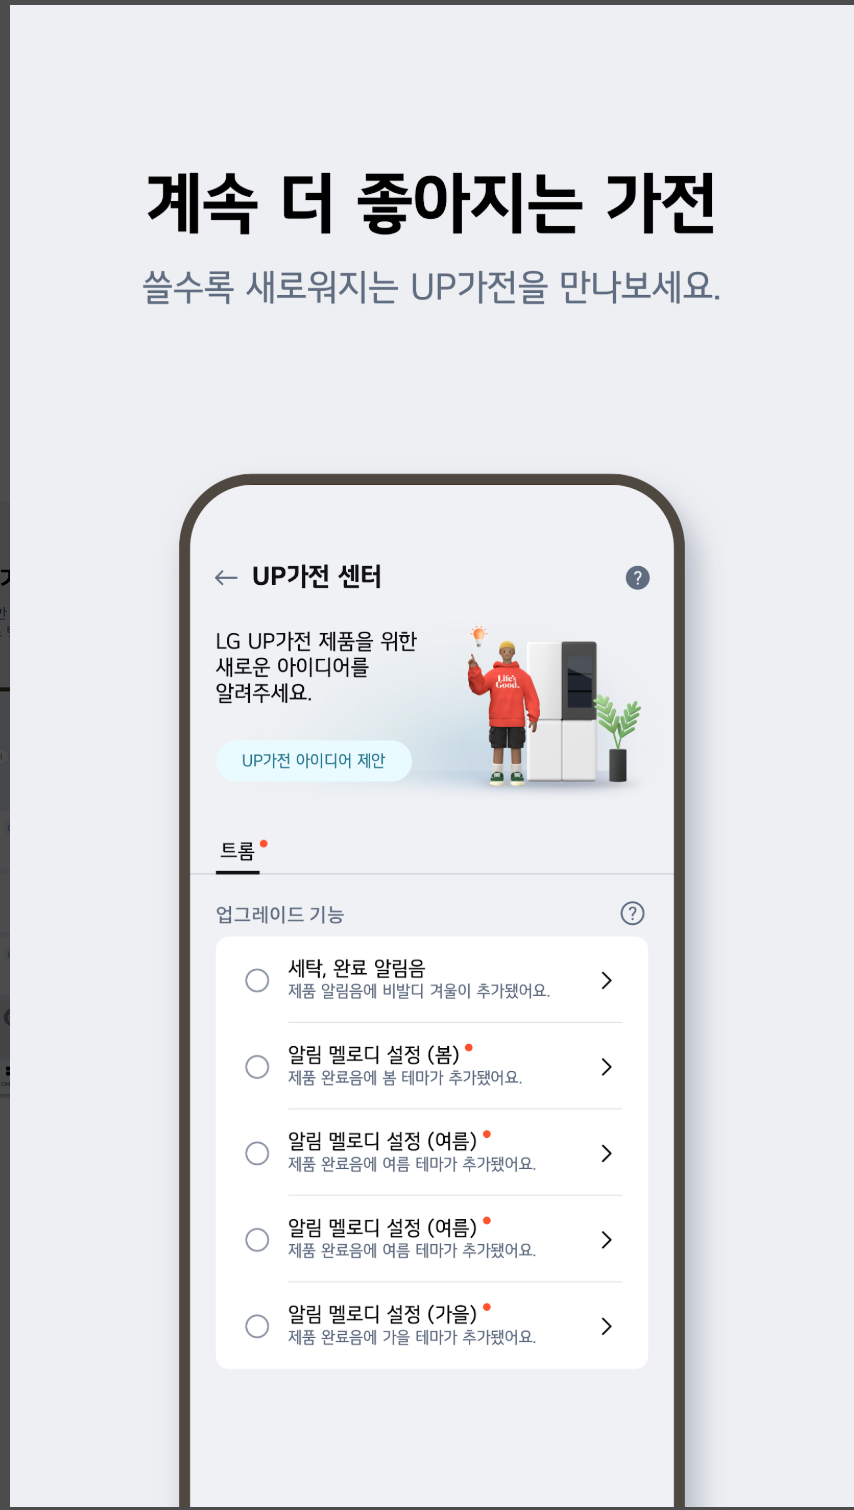 계속 더 좋아지는 가전
쓸수록 새로워지는 UP가전을 만나보세요.
UP가전 센터
?
LG UP가전 제품을 위한
새로운 아이디어를
알려주세요.
Life's
Good.
UP가전 아이디어 제안
트롬
업그레이드 기능
?
세탁, 완료 알림음
제품 알림음에 비발디 겨울이 추가됐어요.
알림 멜로디 설정 (봄)
제품 완료음에 봄 테마가 추가됐어요.
알림 멜로디 설정 (여름)
제품 완료음에 여름 테마가 추가됐어요.
알림 멜로디 설정 (여름)
제품 완료음에 여름 테마가 추가됐어요.
알림 멜로디 설정 (가을)
제품 완료음에 가을 테마가 추가됐어요.